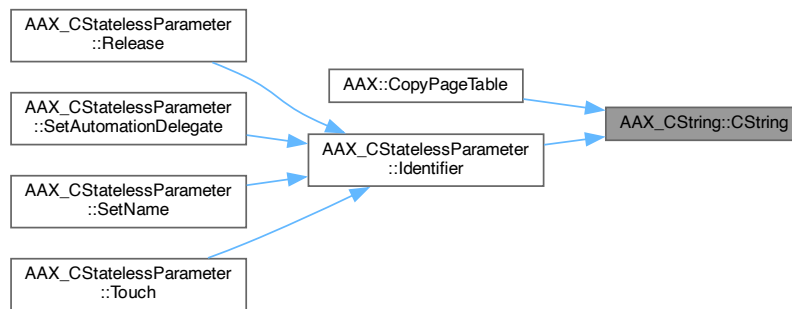 AAX_CStatelessParameter
::Release
AAX_CStatelessParameter
::SetAutomationDelegate
AAX_CStatelessParameter
::SetName
AAX_CStatelessParameter
::Touch
AAX::CopyPageTable
AAX_CStatelessParameter
::Identifier
AAX_CString::CString